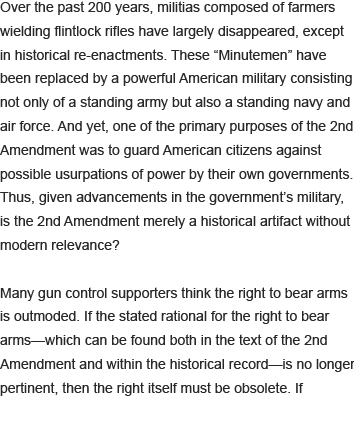 Over the past 200 years, militias composed of farmers
wielding flintlock rifles have largely disappeared, except
in historical re-enactments. These “Minutemen” have
been replaced by a powerful American military consisting
not only of a standing army but also a standing navy and
air force. And yet, one of the primary purposes of the 2nd
Amendment was to guard American citizens against
possible usurpations of power by their own governments.
Thus, given advancements in the government’s military,
is the 2nd Amendment merely a historical artifact without
modern relevance?
Many gun control supporters think the right to bear arms
is outmoded. If the stated rational for the right to bear
arms—which can be found both in the text of the 2nd
Amendment and within the historical record—is no longer
pertinent, then the right itself must be obsolete. If